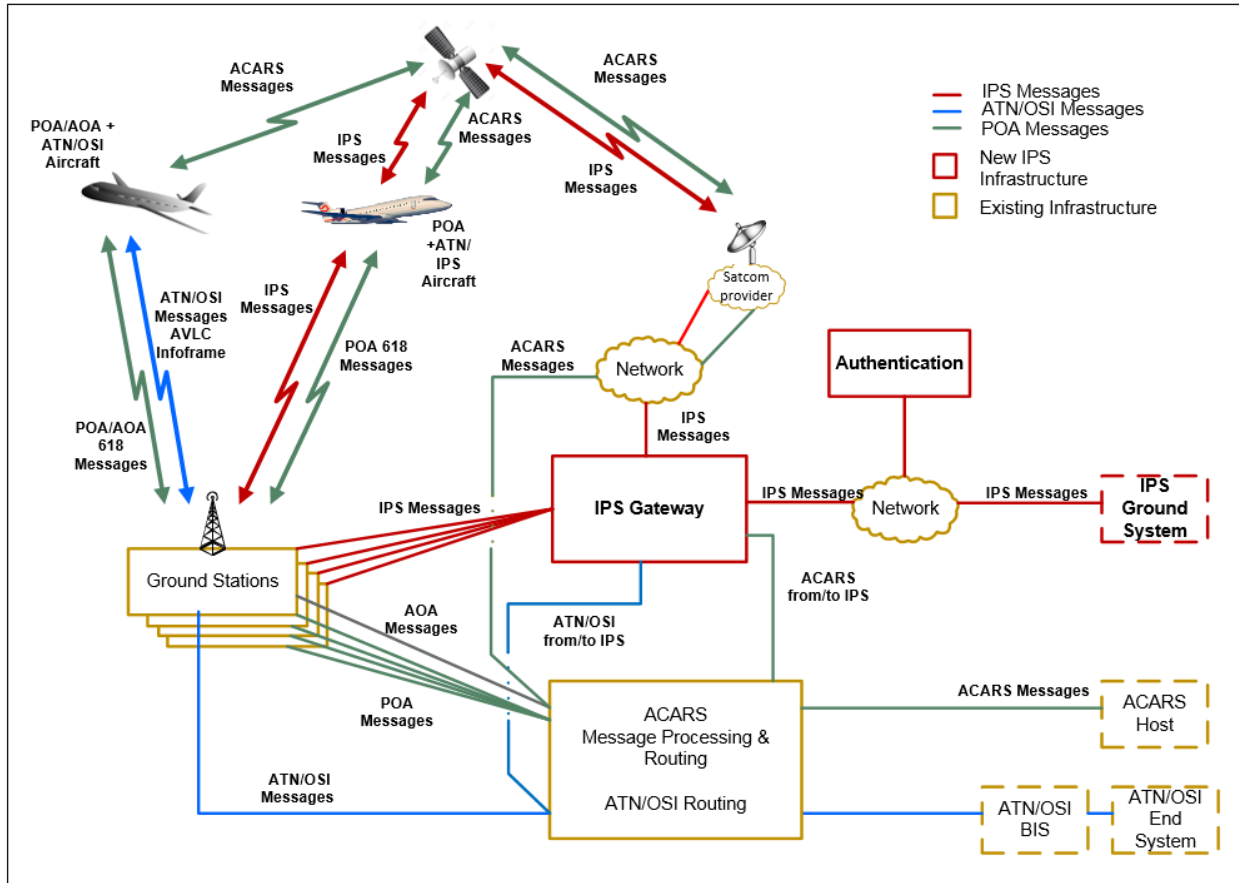 ACARS
Messages
ACARS
Messages
IPS Messages
ATN/OSI Messages
POA Messages
New IPS
Infrastructure
Existing Infrastructure
POA/AOA +
ATN/OSI
Aircraft
IPS
Messages
ACARS
Messages
IPS
Messages
POA
+ATN/
IPS
Aircraft
Satcom
provider
ATN/OSI
Messages
AVLC
Infoframe
IPS
Messages
POA 618
Messages
ACARS
Messages
Network
Authentication
POA/AOA
618
Messages
IPS
Messages
IPS Messages
IPS Gateway
IPS Messages
Network
IPS Messages
IPS
Ground
System
Ground Stations
AOA
Messages
ATN/OSI
from/to IPS
ACARS
from/to IPS
POA
Messages
ACARS
Message Processing &
Routing
ATN/OSI Routing
ACARS Messages
ACARS
Host
ATN/OSI
Messages
ATN/OSI
BIS
ATN/OSI
End
System